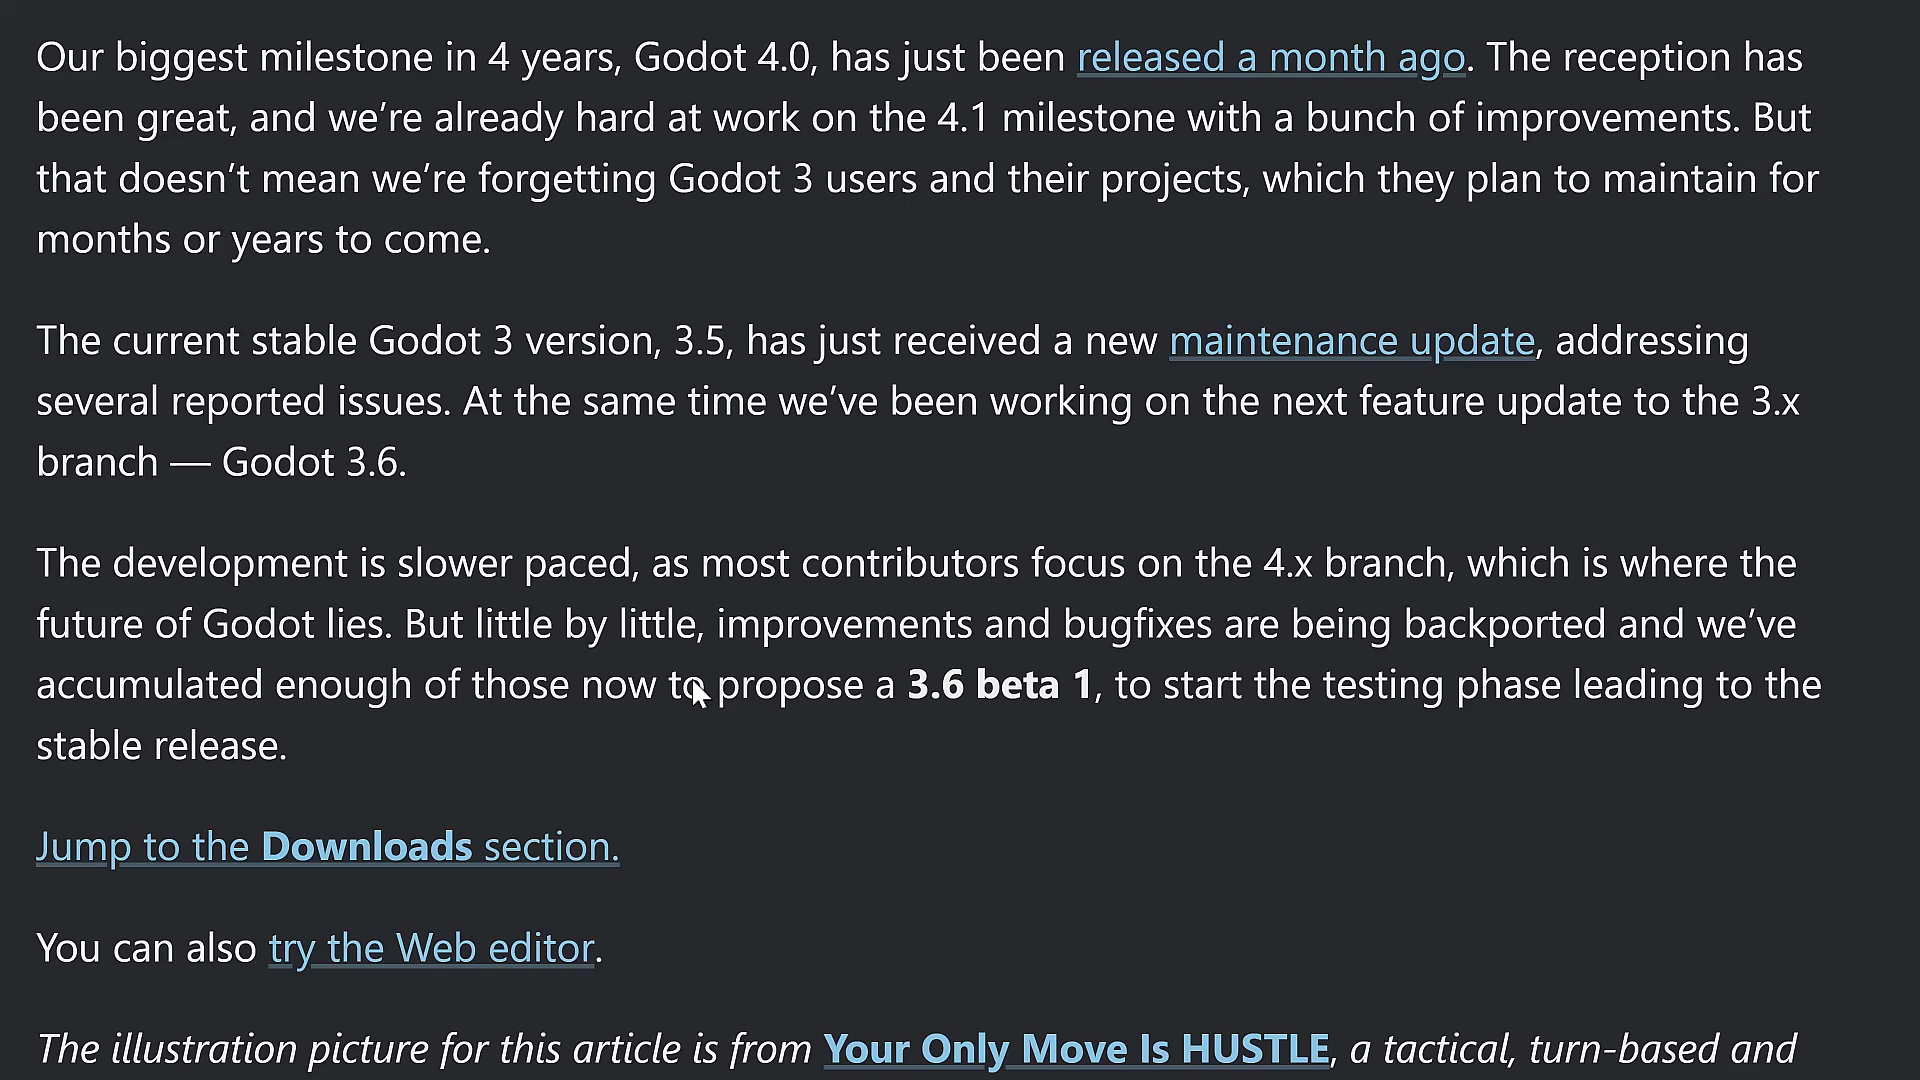 Our biggest milestone in 4 years, Godot 4.0, has just been released a month ago. The reception has
been great, and we’re already hard at work on the 4.1 milestone with a bunch of improvements. But
that doesn’t mean we’re forgetting Godot 3 users and their projects, which they plan to maintain for
months or years to come.
The current stable Godot 3 version, 3.5, has just received a new maintenance update, addressing
several reported issues. At the same time we’ve been working on the next feature update to the 3.x
branch — Godot 3.6.
The development is slower paced, as most contributors focus on the 4.x branch, which is where the
future of Godot lies. But little by little, improvements and bugfixes are being backported and we’ve
accumulated enough of those now to propose a 3.6 beta 1, to start the testing phase leading to the
stable release.
Jump to the Downloads section.
You can also try the Web editor.
The illustration picture for this article is from Your Only Move Is HUSTLE, a tactical, turn-based and